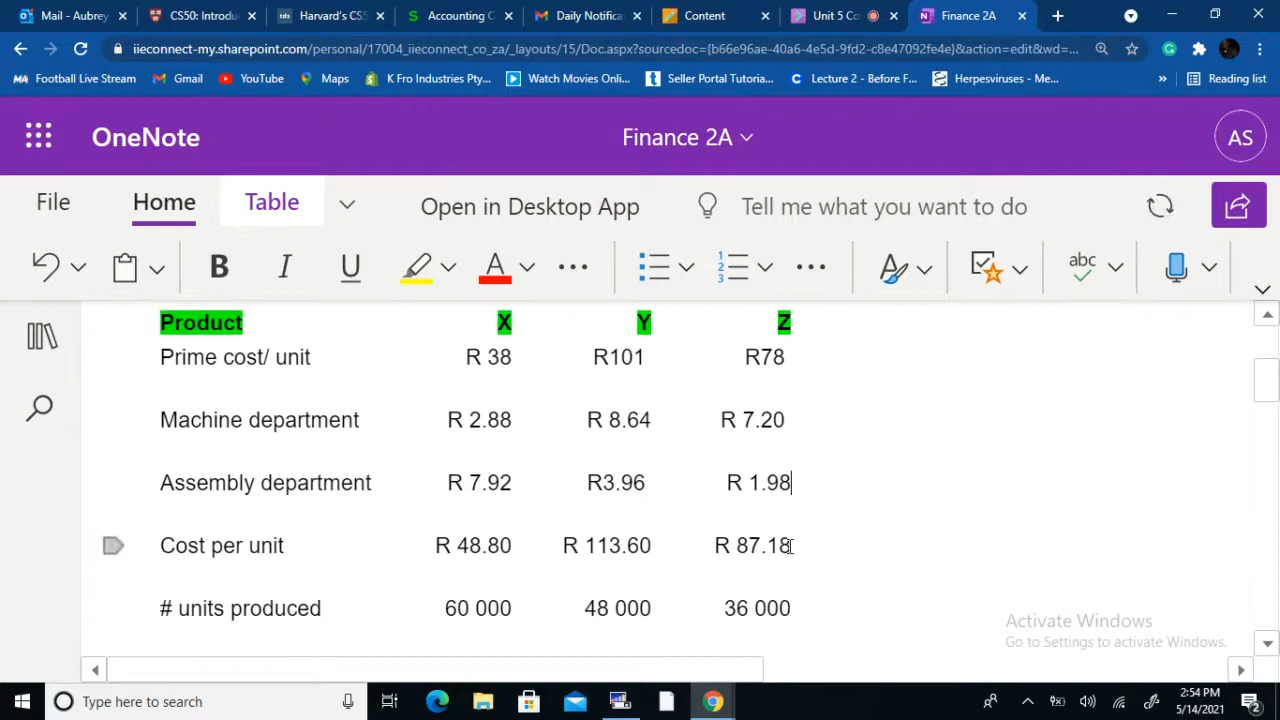 Mail - Aubrey
CS50: Introduc
Harvard's CS5
Accounting C
Daily Notifica
Content
Unit 5 Co
Finance 2A
iieconnect-my.sharepoint.com/personal/17004_iieconnect_co_za/_layouts/15/Doc.aspx?sourcedoc={b66e96ae-40a6-4e5d-9fd2-c8e47092fe4e}&action=edit&wd=...
Football Live Stream
Gmail
YouTube
Maps
K Fro Industries Pty...
Watch Movies Onlin...
Seller Portal Tutoria...
Lecture 2 - Before F...
Herpesviruses - Me...
»
Reading list
OneNote
Finance 2A
AS
File Home Table Open in Desktop App Tell me what you want to do
B I U A abc
Product X Y Z
Prime cost/ unit R 38 R101 R78
Machine department R 2.88 R 8.64 R 7.20
Assembly department R 7.92 R3.96 R 1.98
Cost per unit R 48.80 R 113.60 R 87.18
# units produced 60 000 48 000 36 000
Activate Windows
Go to Settings to activate Windows.
Type here to search
2:54 PM
5/14/2021
2